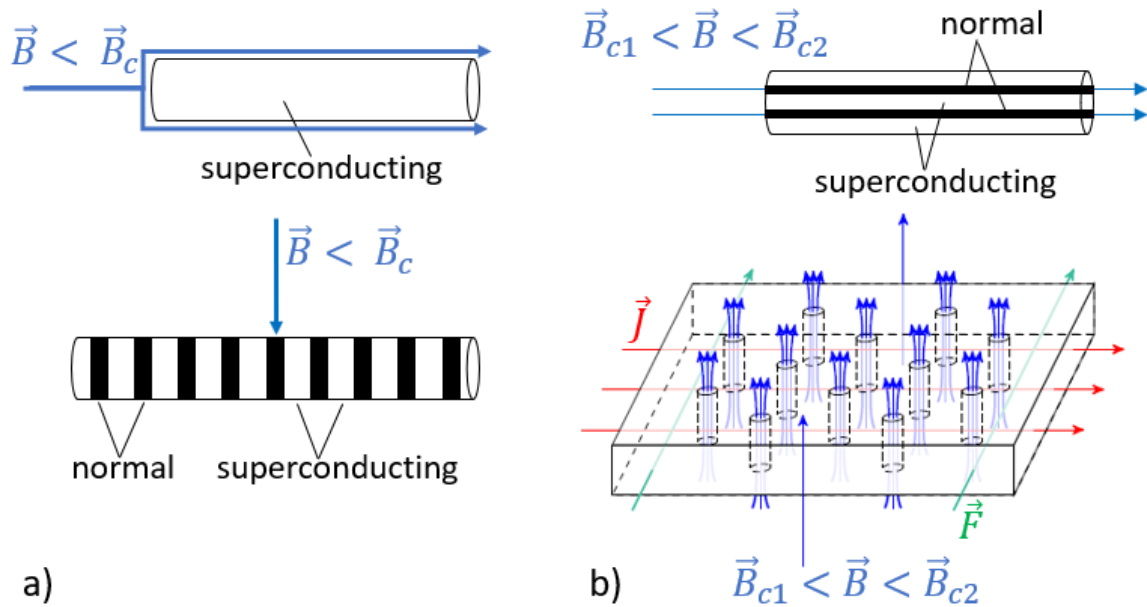 B⃗ < B⃗c
superconducting
B⃗ < B⃗c
normal superconducting
a)
B⃗c1 < B⃗ < B⃗c2
normal
superconducting
J⃗
F⃗
B⃗c1 < B⃗ < B⃗c2
b)